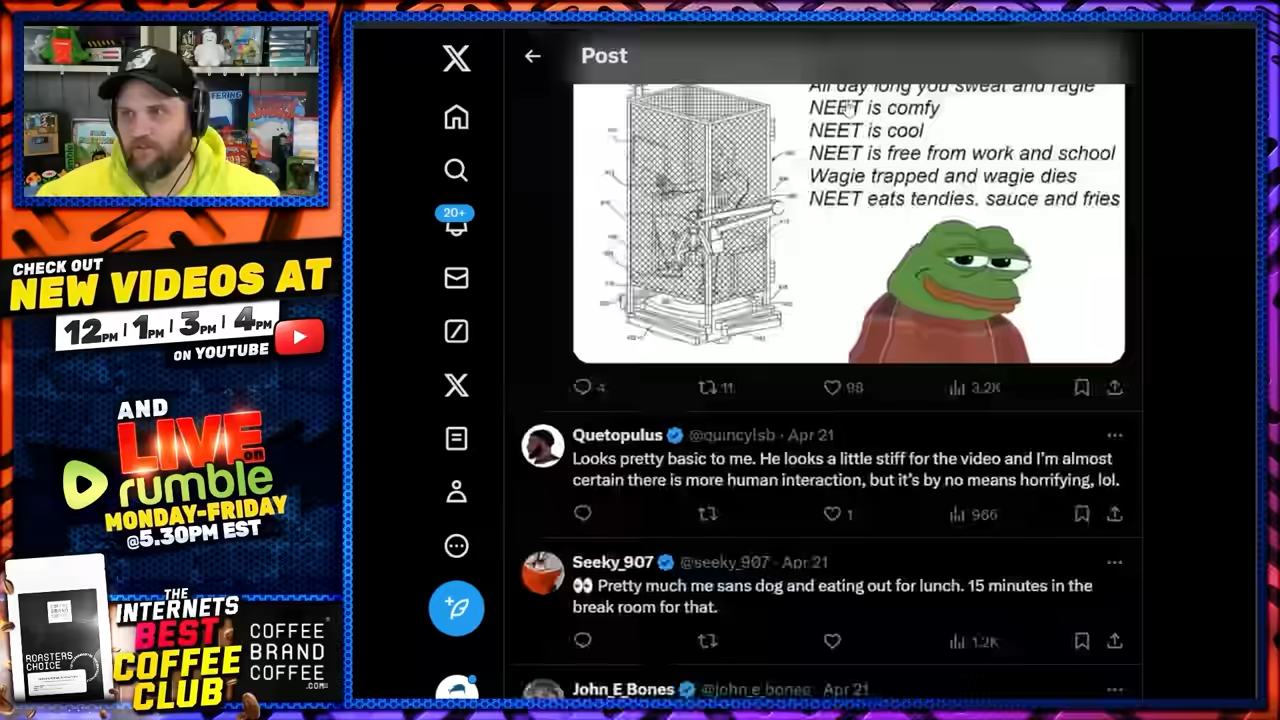 Post
All day long you sweat and ragie
NEET is comfy
NEET is cool
NEET is free from work and school
Wagie trapped and wagie dies
NEET eats tendies, sauce and fries
20+
4
11
98
3.2K
Quetopulus @quincylsb · Apr 21
Looks pretty basic to me. He looks a little stiff for the video and I'm almost
certain there is more human interaction, but it's by no means horrifying, lol.
1
966
Seeky_907 @seeky_907 · Apr 21
👀 Pretty much me sans dog and eating out for lunch. 15 minutes in the
break room for that.
1.2K
John_E_Bones @john_e_bones Apr 21
CHECK OUT
NEW VIDEOS AT
12PM | 1PM | 3PM | 4PM
ON YOUTUBE
AND
LIVE on
rumble
MONDAY-FRIDAY
@5.30PM EST
THE
INTERNETS
BEST
COFFEE
CLUB
COFFEE
BRAND
COFFEE
.COM
ROASTERS
CHOICE